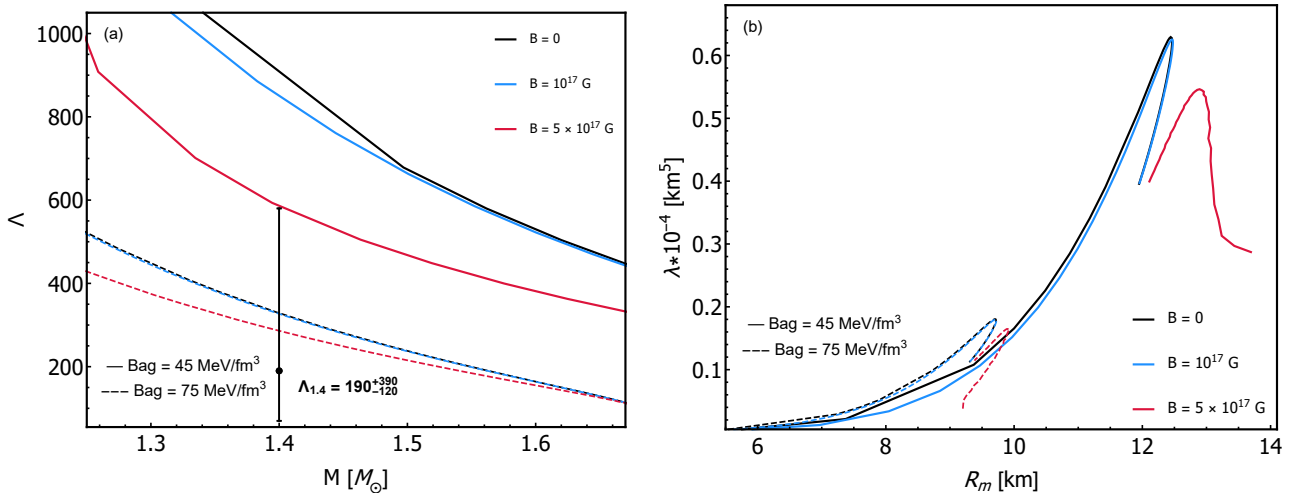 (a)
B = 0
B = 10¹⁷ G
B = 5 × 10¹⁷ G
1000
800
600
400
200
Λ
— Bag = 45 MeV/fm³
--- Bag = 75 MeV/fm³
Λ₁.₄ = 190⁺³⁹⁰₋₁₂₀
1.3 1.4 1.5 1.6
M [M⊙]
(b)
0.6
0.5
0.4
0.3
0.2
0.1
λ*10⁻⁴ [km⁵]
— Bag = 45 MeV/fm³
--- Bag = 75 MeV/fm³
B = 0
B = 10¹⁷ G
B = 5 × 10¹⁷ G
6 8 10 12 14
Rₘ [km]